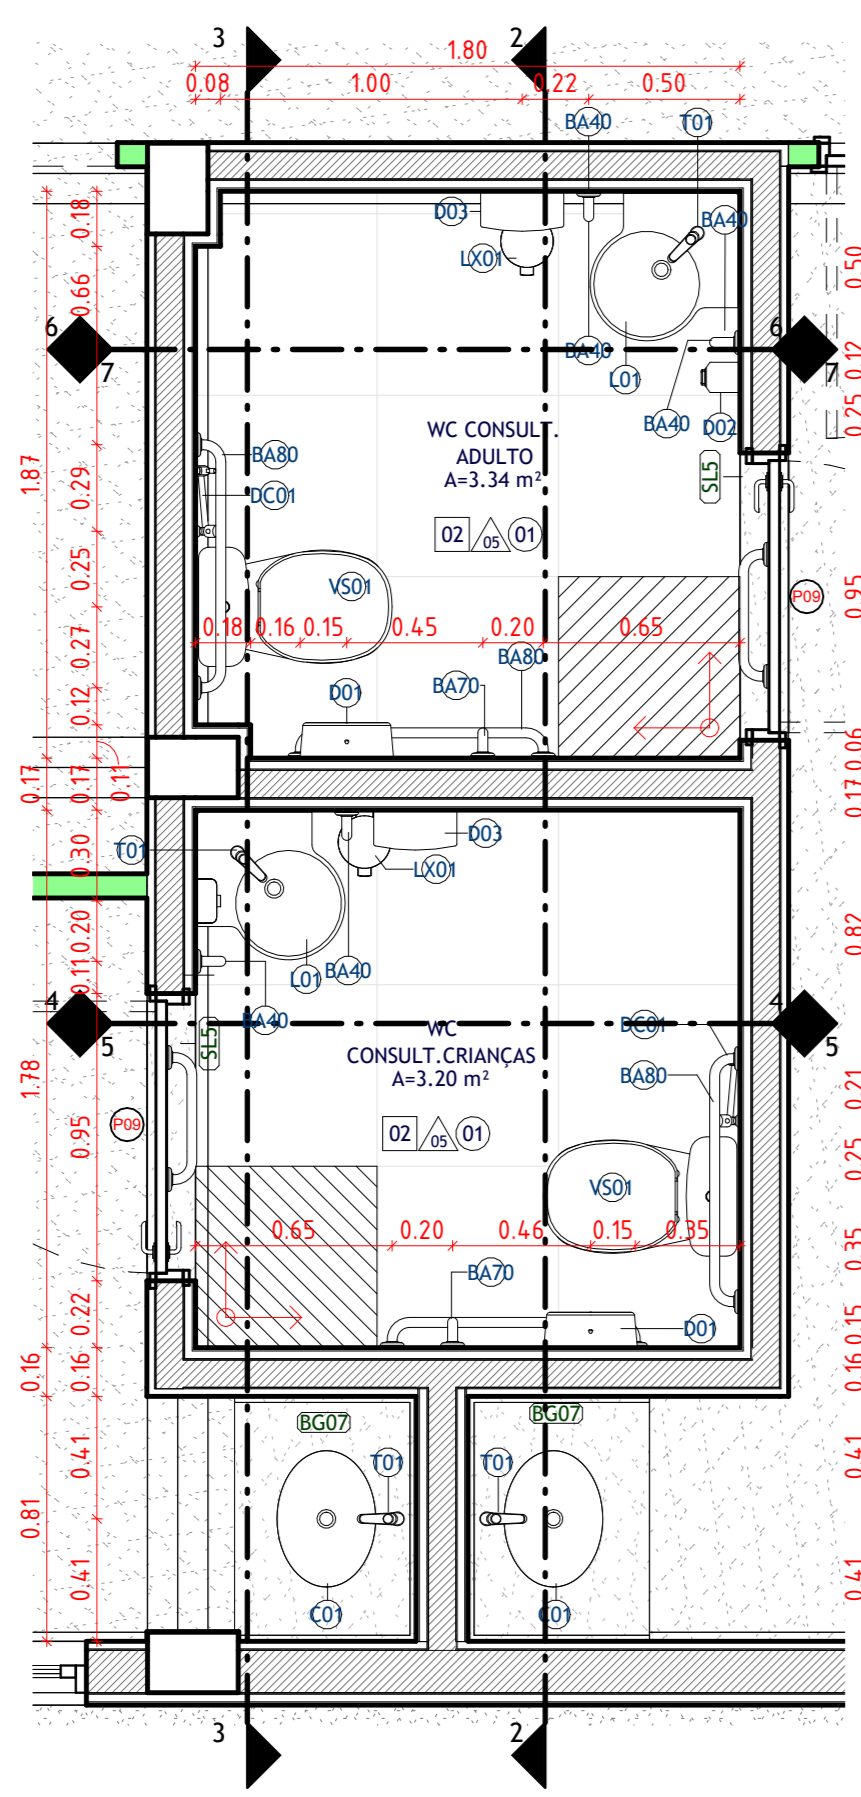 3
2
1.80
0.08
1.00
0.22
0.50
BA40
T01
D03
BA40
LX01
0.18
0.66
0.50
6
7
6
7
BA40
L01
0.12
BA40
D02
0.25
WC CONSULT.
ADULTO
A=3.34 m²
1.87
BA80
DC01
SL5
0.29
02
05
01
0.25
VS01
0.95
P09
0.18
0.16
0.15
0.45
0.20
0.65
0.27
BA80
D01
BA70
0.12
0.06
0.17
0.17
0.11
0.17
T01
D03
0.30
LX01
0.20
0.82
L01
BA40
0.11
BA40
4
5
4
5
SL5
WC
CONSULT.CRIANÇAS
A=3.20 m²
DC01
BA80
1.78
0.21
P09
0.95
02
05
01
0.25
VS01
0.65
0.20
0.46
0.15
0.35
0.35
BA70
0.22
D01
0.15
0.16
0.16
0.16
BG07
BG07
0.41
T01
T01
0.41
0.81
C01
C01
0.41
0.41
3
2